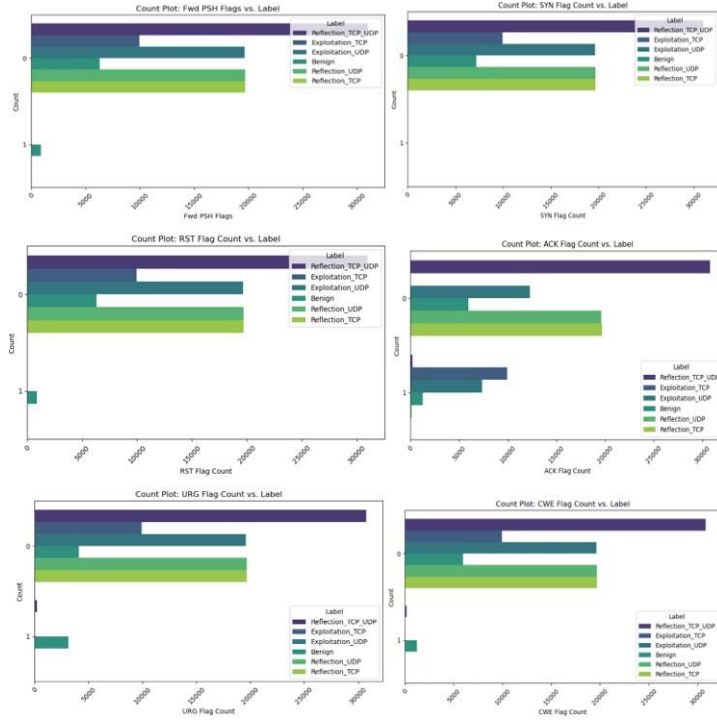 Count Plot: Fwd PSH Flags vs. Label
Label
Reflection_TCP_UDP
Exploitation_TCP
Exploitation_UDP
Benign
Reflection_UDP
Reflection_TCP
0
1
Count
0
5000
10000
15000
20000
25000
30000
Fwd PSH Flags
Count Plot: SYN Flag Count vs. Label
Label
Reflection_TCP_UDP
Exploitation_TCP
Exploitation_UDP
Benign
Reflection_UDP
Reflection_TCP
0
1
Count
0
5000
10000
15000
20000
25000
30000
SYN Flag Count
Count Plot: RST Flag Count vs. Label
Label
Reflection_TCP_UDP
Exploitation_TCP
Exploitation_UDP
Benign
Reflection_UDP
Reflection_TCP
0
1
Count
0
5000
10000
15000
20000
25000
30000
RST Flag Count
Count Plot: ACK Flag Count vs. Label
0
1
Count
Label
Reflection_TCP_UDP
Exploitation_TCP
Exploitation_UDP
Benign
Reflection_UDP
Reflection_TCP
0
5000
10000
15000
20000
25000
30000
ACK Flag Count
Count Plot: URG Flag Count vs. Label
0
1
Count
Label
Reflection_TCP_UDP
Exploitation_TCP
Exploitation_UDP
Benign
Reflection_UDP
Reflection_TCP
0
5000
10000
15000
20000
25000
30000
URG Flag Count
Count Plot: CWE Flag Count vs. Label
0
1
Count
Label
Reflection_TCP_UDP
Exploitation_TCP
Exploitation_UDP
Benign
Reflection_UDP
Reflection_TCP
0
5000
10000
15000
20000
25000
30000
CWE Flag Count